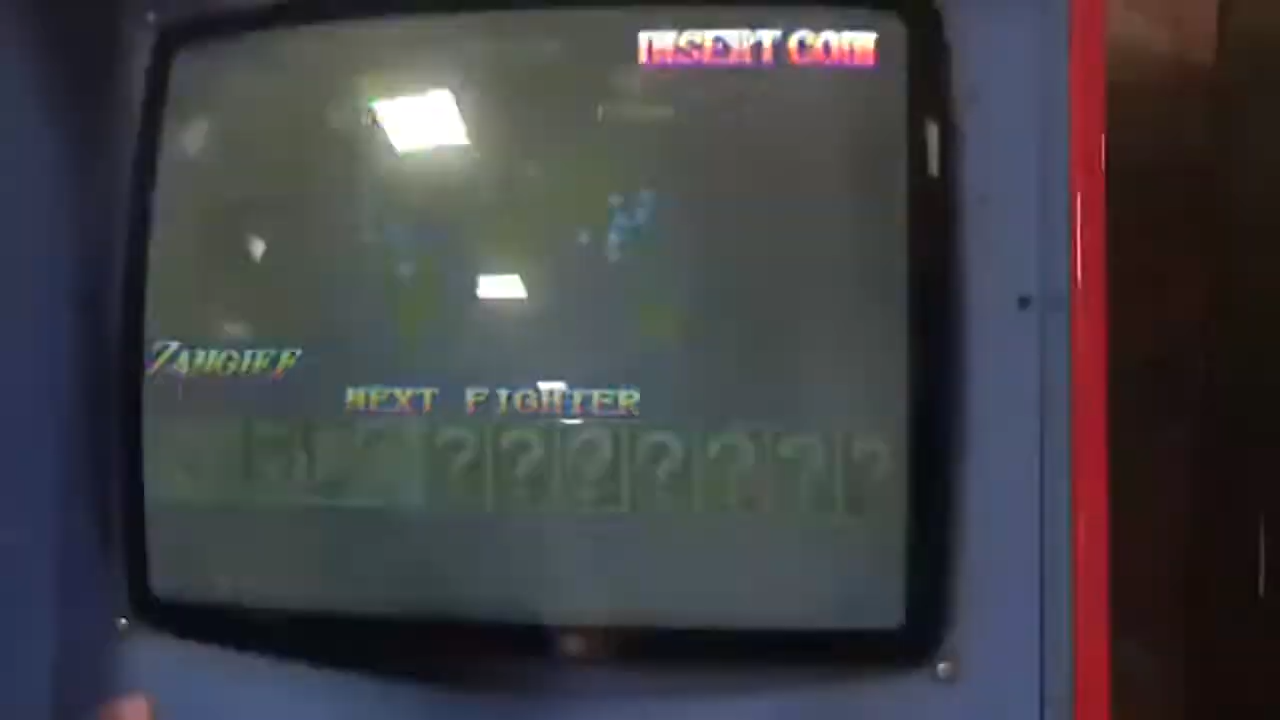 INSERT COIN
ZANGIEF
NEXT FIGHTER
? ? ? ? ? ? ?